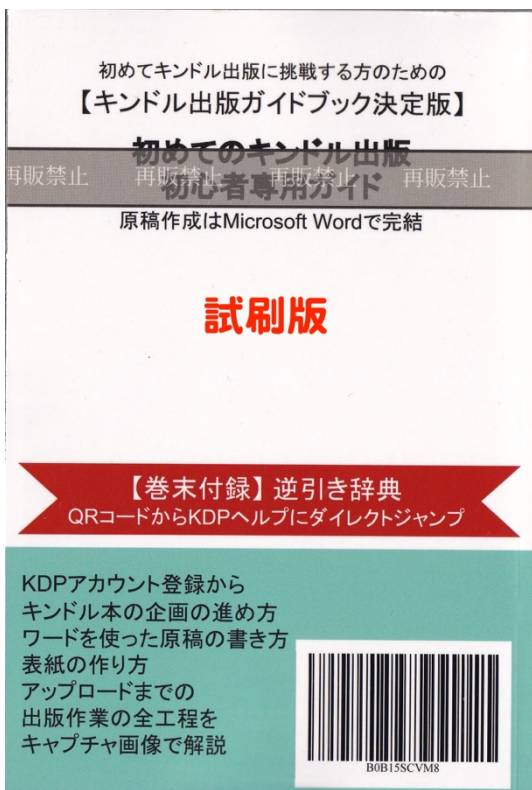 初めてキンドル出版に挑戦する方のための
【キンドル出版ガイドブック決定版】
初めてのキンドル出版
再販禁止 再販禁止 再販禁止 再販禁止
初心者専用ガイド
原稿作成はMicrosoft Wordで完結
試刷版
【巻末付録】逆引き辞典
QRコードからKDPヘルプにダイレクトジャンプ
KDPアカウント登録から
キンドル本の企画の進め方
ワードを使った原稿の書き方
表紙の作り方
アップロードまでの
出版作業の全工程を
キャプチャ画像で解説
B0B15SCVM8